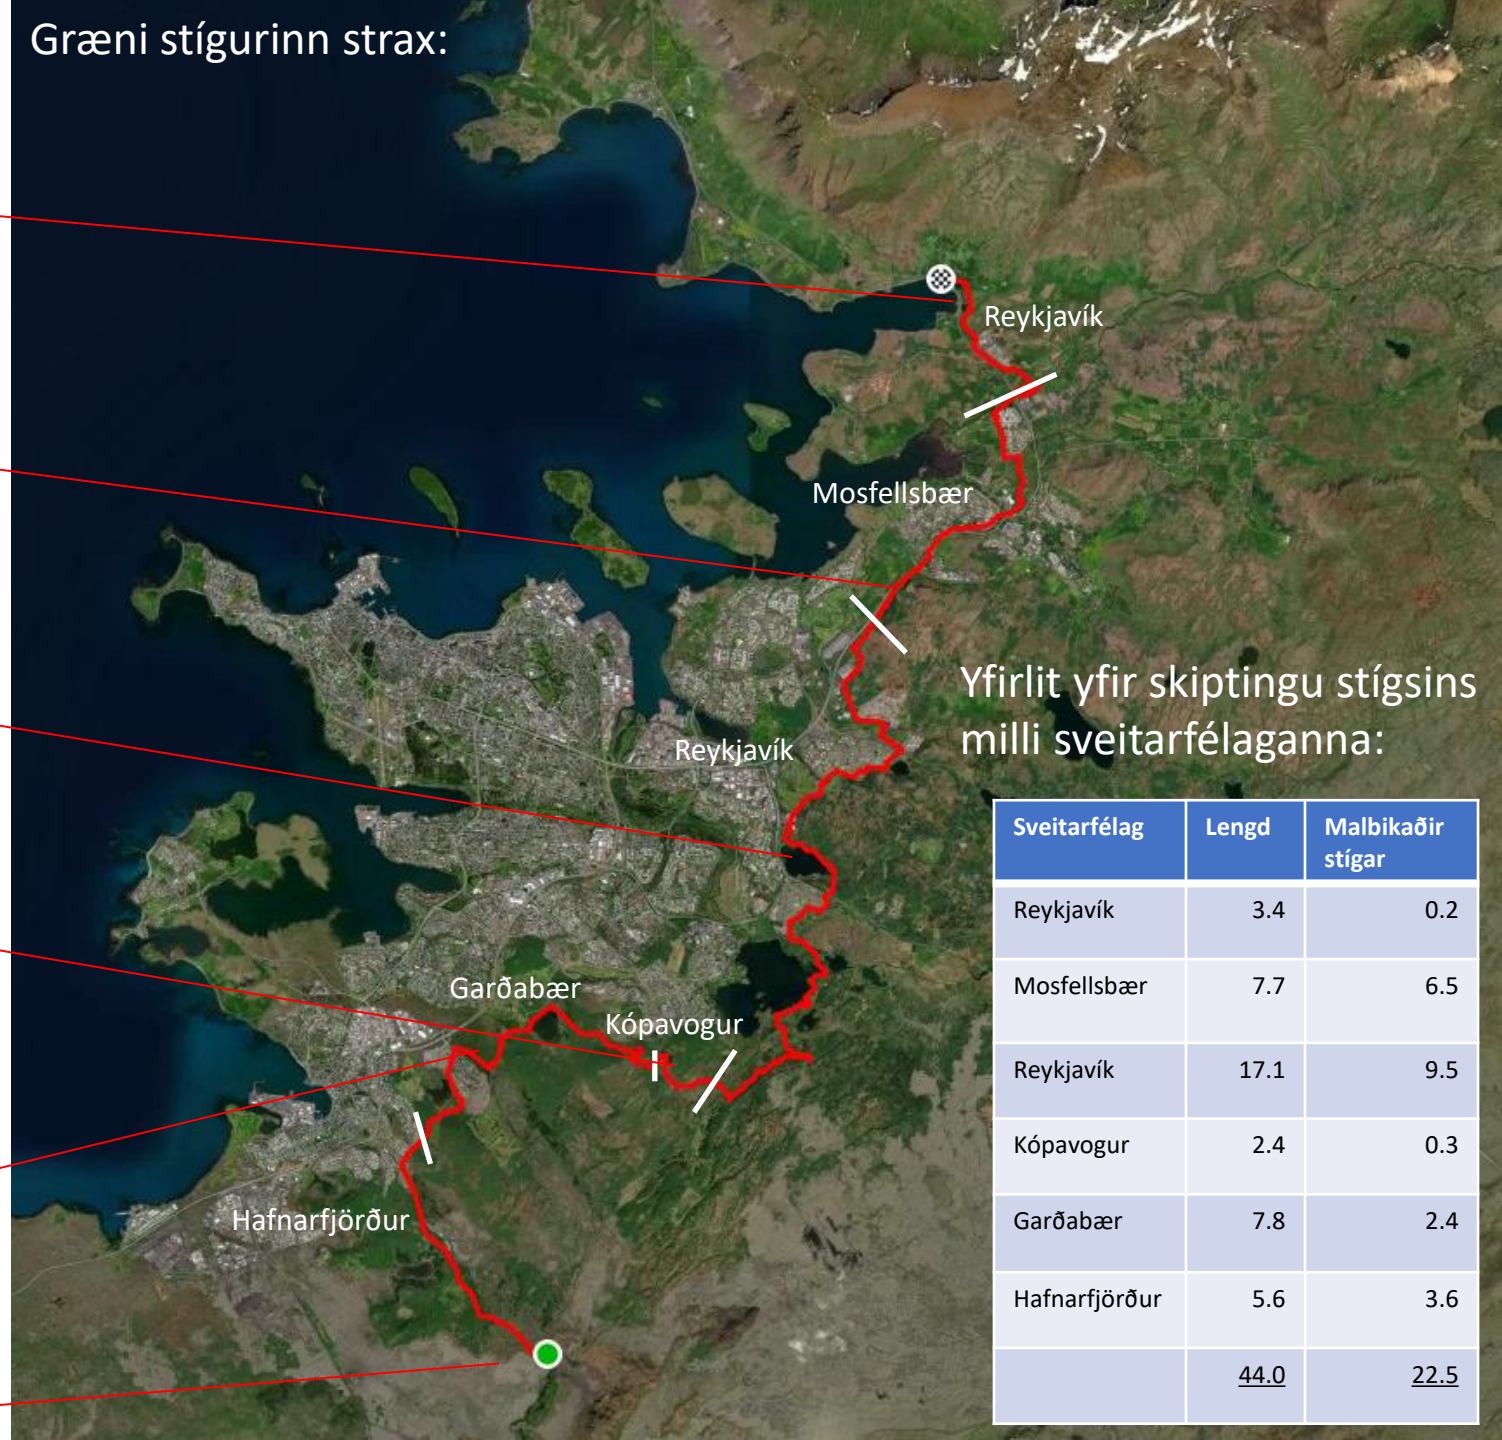 Græni stígurinn strax:
Reykjavík
Mosfellsbær
Yfirlit yfir skiptingu stígsins
milli sveitarfélaganna:
Reykjavík
Garðabær
Kópavogur
Hafnarfjörður
Sveitarfélag Lengd Malbikaðir
stígar
Reykjavík 3.4 0.2
Mosfellsbær 7.7 6.5
Reykjavík 17.1 9.5
Kópavogur 2.4 0.3
Garðabær 7.8 2.4
Hafnarfjörður 5.6 3.6
44.0 22.5